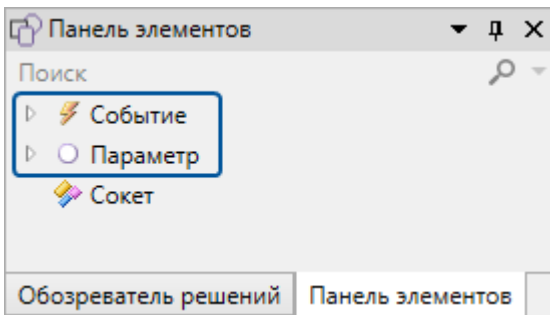 Панель элементов
Поиск
Событие
Параметр
Сокет
Обозреватель решений Панель элементов